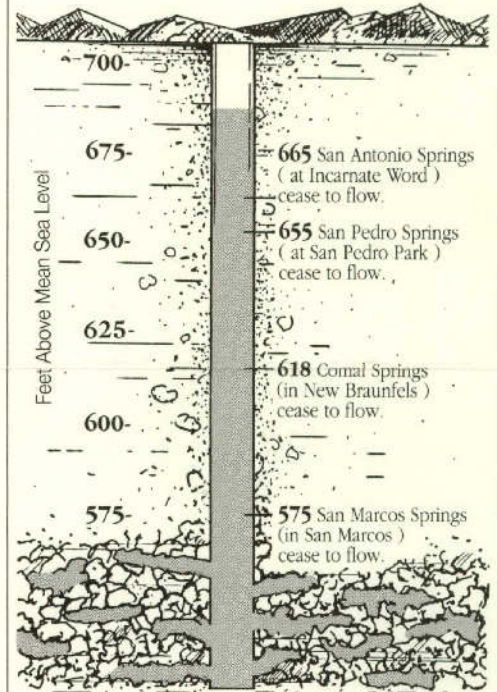 Feet Above Mean Sea Level
700-
675-
650-
625-
600-
575-
665 San Antonio Springs
( at Incarnate Word )
cease to flow.
655 San Pedro Springs
( at San Pedro Park )
cease to flow.
618 Comal Springs
(in New Braunfels )
cease to flow.
575 San Marcos Springs
(in San Marcos )
cease to flow.